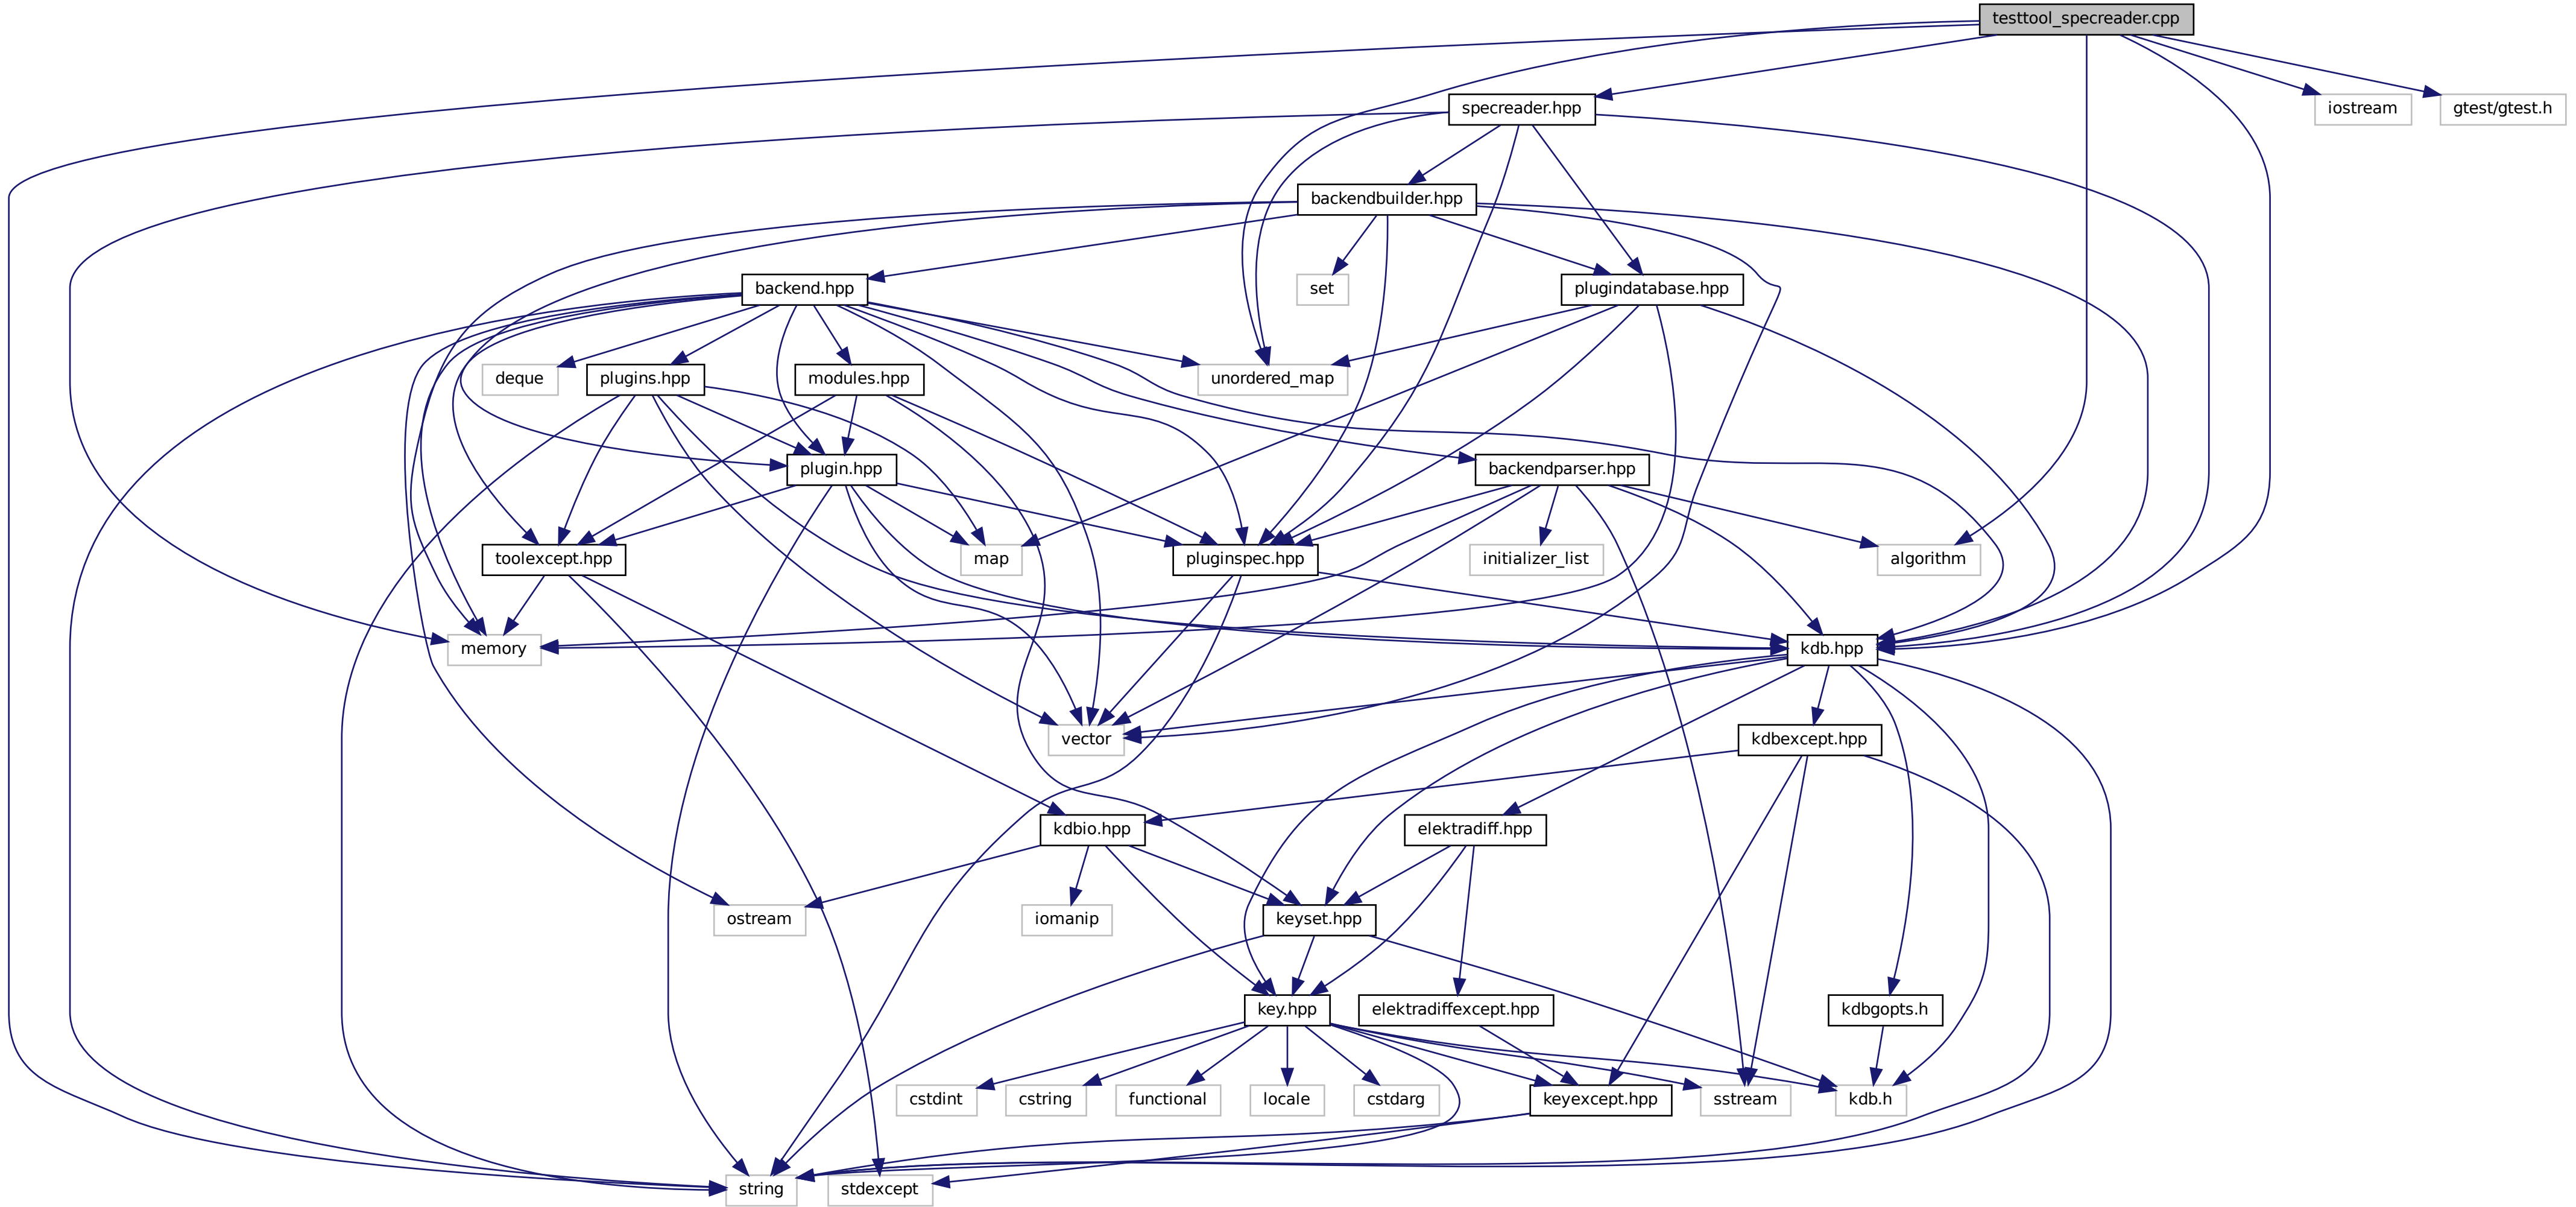 testtool_specreader.cpp
specreader.hpp
iostream
gtest/gtest.h
backendbuilder.hpp
backend.hpp
set
plugindatabase.hpp
deque
plugins.hpp
modules.hpp
unordered_map
plugin.hpp
backendparser.hpp
toolexcept.hpp
map
pluginspec.hpp
initializer_list
algorithm
memory
kdb.hpp
vector
kdbexcept.hpp
kdbio.hpp
elektradiff.hpp
ostream
iomanip
keyset.hpp
key.hpp
elektradiffexcept.hpp
kdbgopts.h
cstdint
cstring
functional
locale
cstdarg
keyexcept.hpp
sstream
kdb.h
string
stdexcept